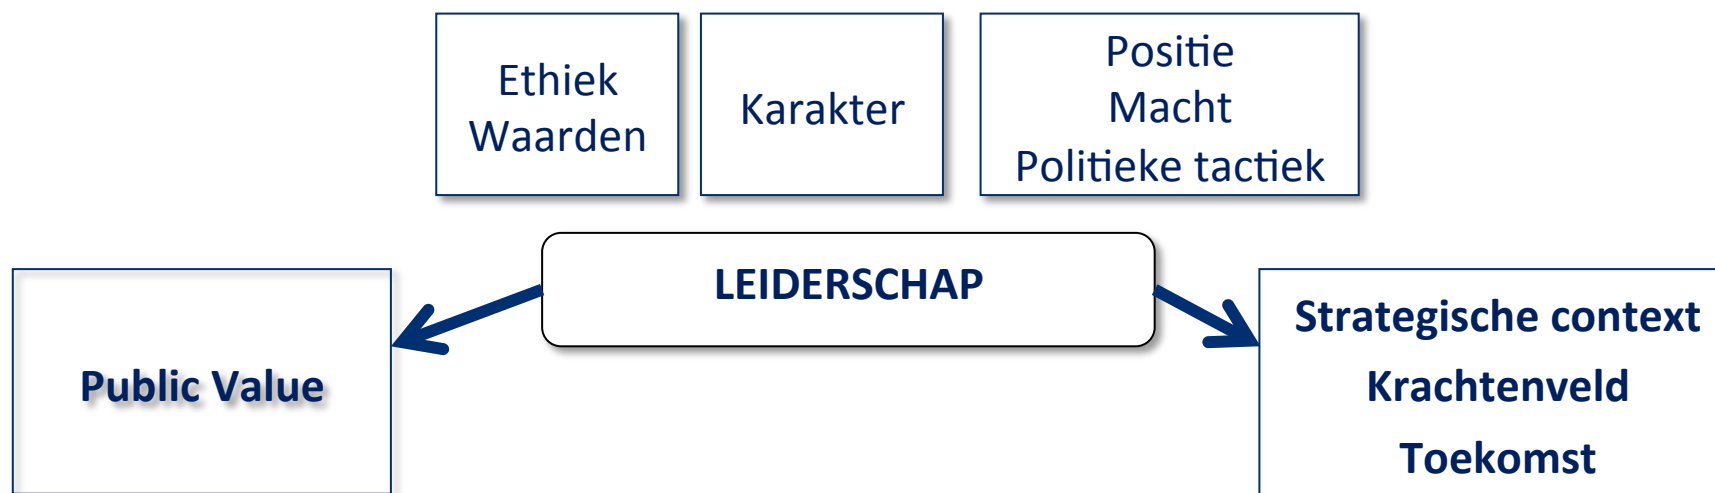 Ethiek
Waarden
Karakter
Positie
Macht
Politieke tactiek
LEIDERSCHAP
Public Value
Strategische context
Krachtenveld
Toekomst